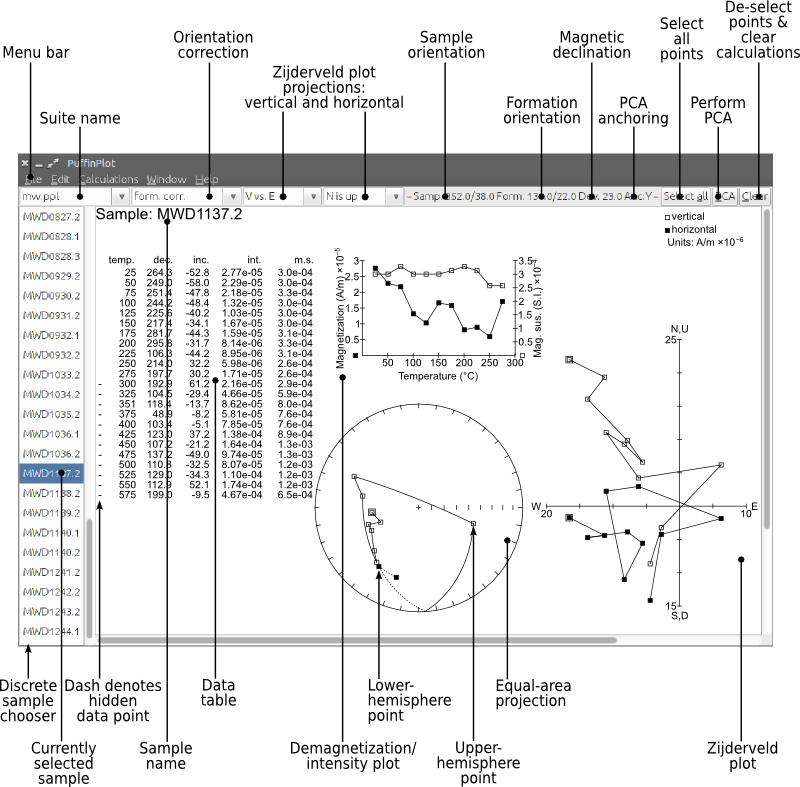 De-select
points &
clear
calculations
Select
all
points
Magnetic
declination
Sample
orientation
Orientation
correction
Menu bar
Zijderveld plot
projections:
vertical and horizontal
Formation
orientation
PCA
anchoring
Perform
PCA
Suite name
PuffinPlot
File Edit Calculations Window Help
mw.ppl form. corr. V vs. E N is up Samp. 352.0/38.0 Form. Dev. 23.0 Anc:Y Select all PCA Clear
MWD0827.2
MWD0828.1
MWD0828.3
MWD0929.2
MWD0930.2
MWD0931.2
MWD0932.1
MWD0932.2
MWD1033.2
MWD1034.2
MWD1035.2
MWD1036.1
MWD1036.2
MWD1137.2
MWD1138.2
MWD1139.2
MWD1140.1
MWD1140.2
MWD1241.2
MWD1242.2
MWD1243.2
MWD1244.1
Sample: MWD1137.2
temp. dec. inc. int. m.s.
25 264.3 -52.8 2.77e-05 3.0e-04
50 249.0 -58.0 2.29e-05 3.0e-04
75 251.4 -47.8 2.18e-05 3.3e-04
100 244.2 -48.4 1.32e-05 3.0e-04
125 225.6 -40.2 1.03e-05 3.0e-04
150 217.4 -34.1 1.67e-05 3.0e-04
175 281.7 -44.3 1.59e-05 3.1e-04
200 295.8 -31.7 8.14e-06 3.3e-04
225 106.3 -44.2 8.95e-06 3.1e-04
250 214.0 32.2 5.98e-06 2.6e-04
275 197.7 30.2 1.71e-05 2.6e-04
- 300 192.9 61.2 2.16e-05 2.9e-04
- 325 104.5 -29.4 4.66e-05 5.9e-04
- 351 118.4 -13.7 8.62e-05 8.0e-04
- 375 48.9 -8.2 5.81e-05 7.6e-04
- 400 103.4 -5.1 7.85e-05 7.6e-04
- 425 123.0 37.2 1.38e-04 8.9e-04
- 450 107.2 -21.2 1.64e-04 1.3e-03
- 475 137.2 -49.0 9.74e-05 1.3e-03
- 500 110.8 -32.5 8.07e-05 1.2e-03
- 525 129.0 -34.3 1.10e-04 1.2e-03
- 550 112.9 52.1 1.74e-04 1.2e-03
- 575 199.0 -9.5 4.67e-04 6.5e-04
Magnetization (A/m) ×10⁻⁵
3
2.5
2
1.5
1
0.5
50 100 150 200 250 300
Temperature (°C)
3.5
3
2.5
2
1.5
1
0.5
Mag. sus. (S.I.)
vertical
horizontal
Units: A/m ×10⁻⁶
N,U
25
W
20
10
E
15
S,D
Discrete
sample
chooser
Dash denotes
hidden
data point
Data
table
Lower-
hemisphere
point
Equal-area
projection
Currently
selected
sample
Sample
name
Demagnetization/
intensity plot
Upper-
hemisphere
point
Zijderveld
plot